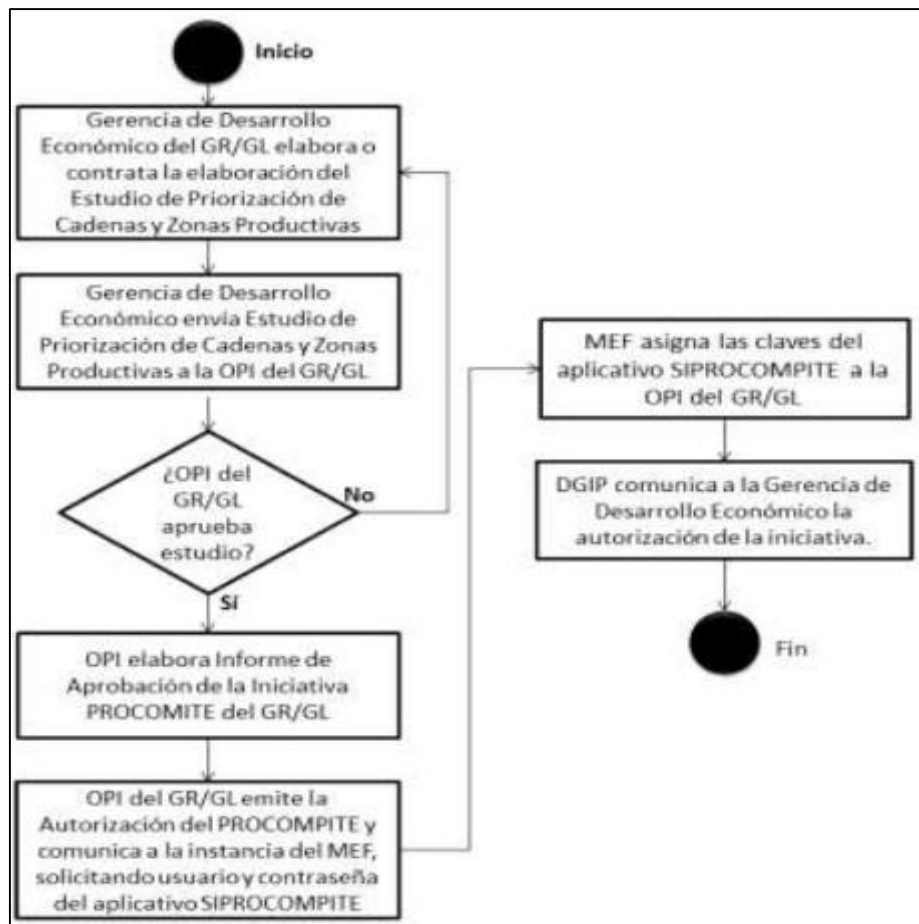 Inicio
Gerencia de Desarrollo
Económico del GR/GL elabora o
contrata la elaboración del
Estudio de Priorización de
Cadenas y Zonas Productivas
Gerencia de Desarrollo
Económico envía Estudio de
Priorización de Cadenas y Zonas
Productivas a la OPI del GR/GL
¿OPI del
GR/GL
aprueba
estudio?
No
Sí
OPI elabora Informe de
Aprobación de la Iniciativa
PROCOMITE del GR/GL
OPI del GR/GL emite la
Autorización del PROCOMPITE y
comunica a la instancia del MEF,
solicitando usuario y contraseña
del aplicativo SIPROCOMPITE
MEF asigna las claves del
aplicativo SIPROCOMPITE a la
OPI del GR/GL
DGIP comunica a la Gerencia de
Desarrollo Económico la
autorización de la iniciativa.
Fin